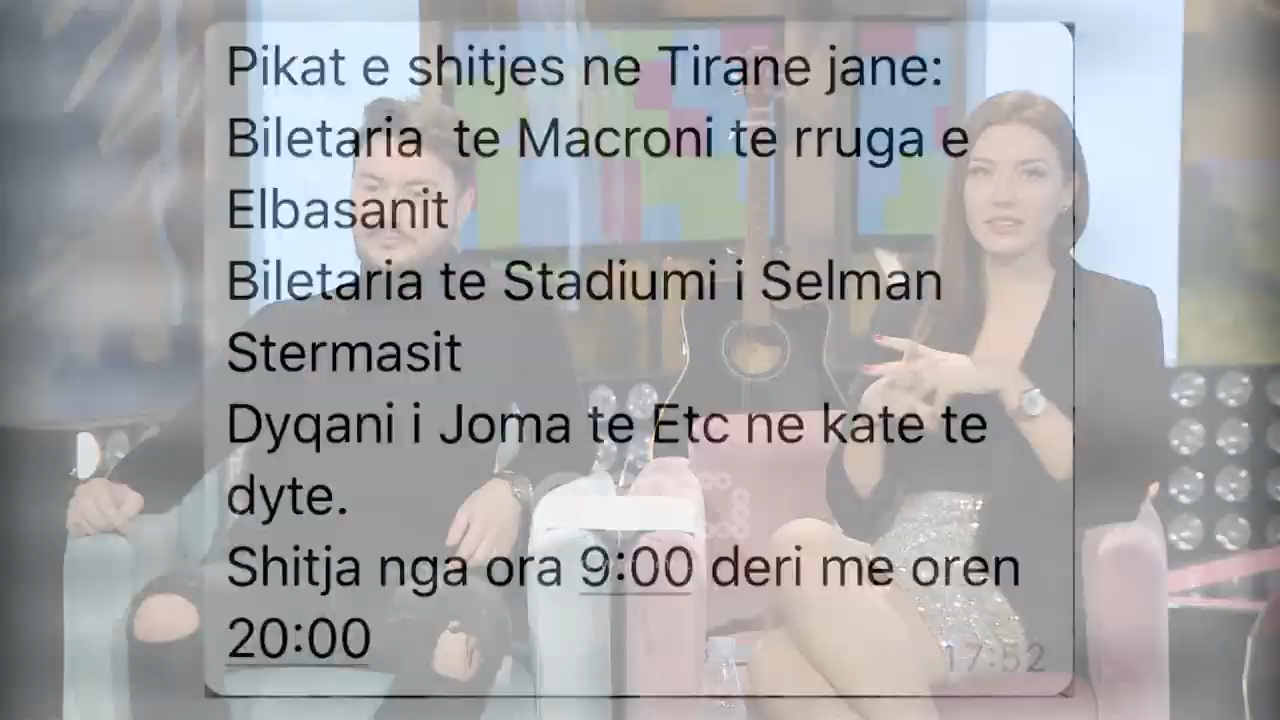 Pikat e shitjes ne Tirane jane:
Biletaria te Macroni te rruga e
Elbasanit
Biletaria te Stadiumi i Selman
Stermasit
Dyqani i Joma te Etc ne kate te
dyte.
Shitja nga ora 9:00 deri me oren
20:00
17:52